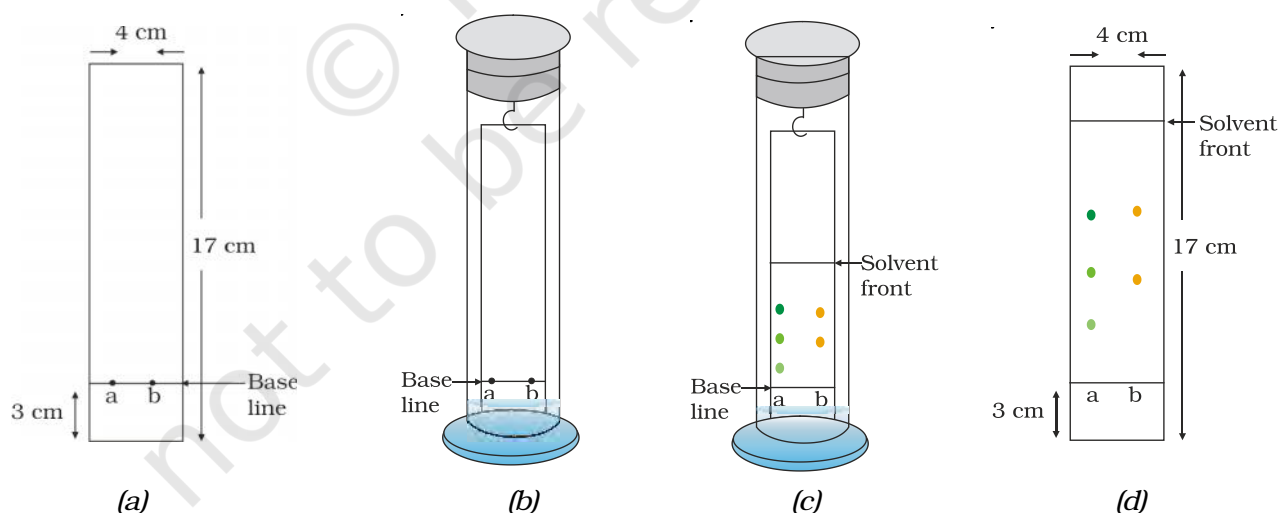 © 
not to be re
4 cm
17 cm
Base
line
a b
3 cm
(a)
Base
line
a b
(b)
Solvent
front
Base
line
a b
(c)
4 cm
Solvent
front
17 cm
3 cm
a b
(d)